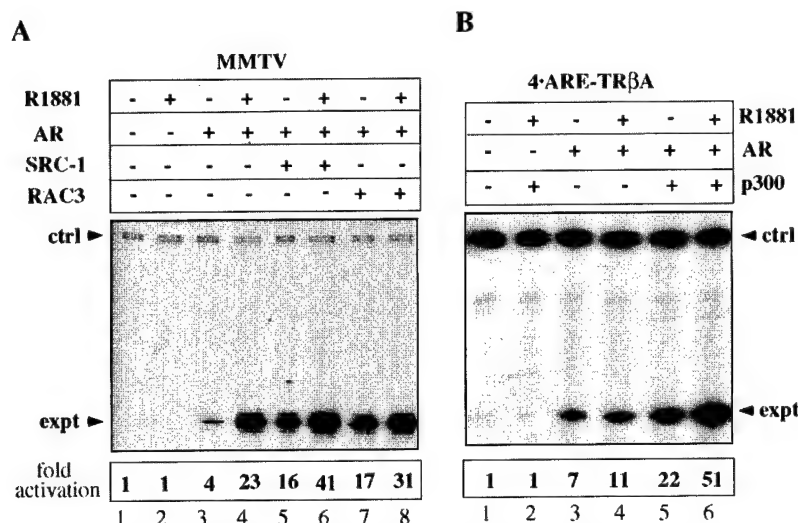 A
MMTV
R1881 - + - + - + - +
AR - - + + + + + +
SRC-1 - - - - + + - -
RAC3 - - - - - - + +
ctrl
expt
fold activation 1 1 4 23 16 41 17 31
1 2 3 4 5 6 7 8
B
4·ARE-TRβA
- + - + - + R1881
- - + + + + AR
- + - - + + p300
ctrl
expt
1 1 7 11 22 51
1 2 3 4 5 6